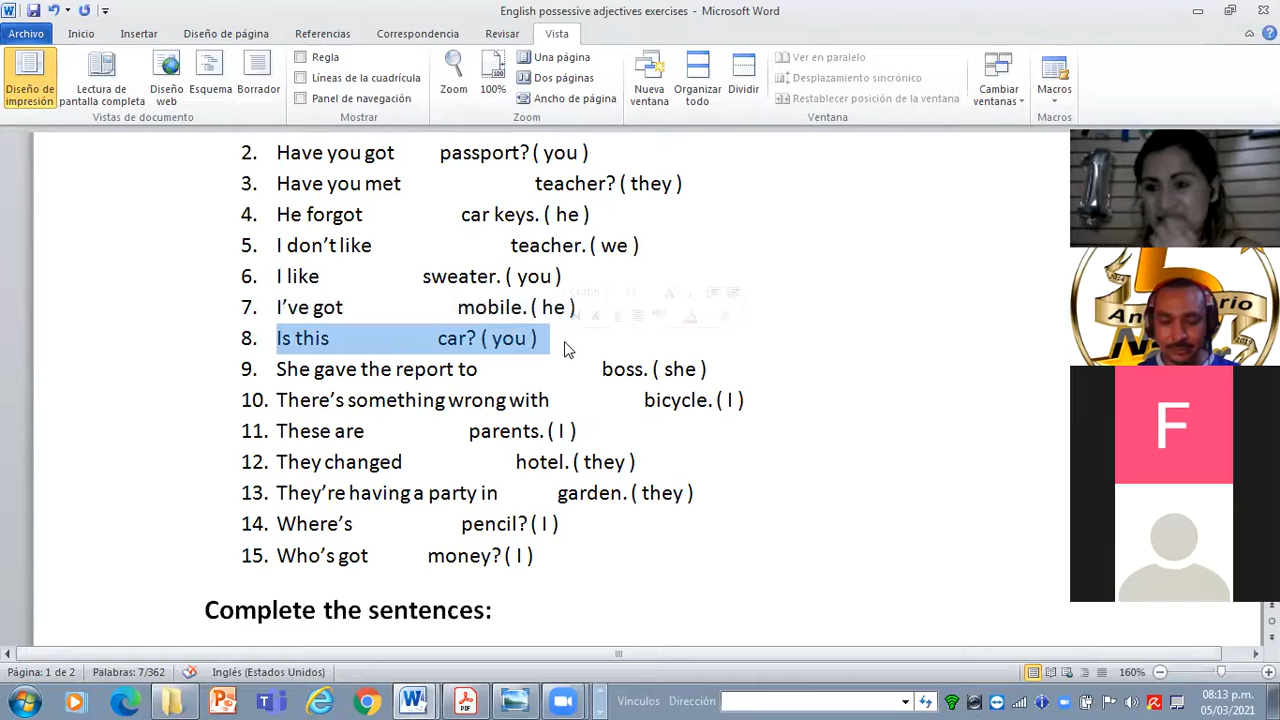 English possessive adjectives exercises - Microsoft Word
Archivo Inicio Insertar Diseño de página Referencias Correspondencia Revisar Vista
Diseño de impresión
Lectura de pantalla completa
Diseño web
Esquema
Borrador
Vistas de documento
Regla
Líneas de la cuadrícula
Panel de navegación
Mostrar
Zoom
100%
Una página
Dos páginas
Ancho de página
Zoom
Nueva ventana
Organizar todo
Dividir
Ver en paralelo
Desplazamiento sincrónico
Restablecer posición de la ventana
Ventana
Cambiar ventanas
Macros
Macros
2. Have you got passport? ( you )
3. Have you met teacher? ( they )
4. He forgot car keys. ( he )
5. I don’t like teacher. ( we )
6. I like sweater. ( you )
7. I’ve got mobile. ( he )
8. Is this car? ( you )
9. She gave the report to boss. ( she )
10. There’s something wrong with bicycle. ( I )
11. These are parents. ( I )
12. They changed hotel. ( they )
13. They’re having a party in garden. ( they )
14. Where’s pencil? ( I )
15. Who’s got money? ( I )
Complete the sentences:
F
Página: 1 de 2 Palabras: 7/362 Inglés (Estados Unidos) 160%
Vínculos Dirección
08:13 p.m.
05/03/2021